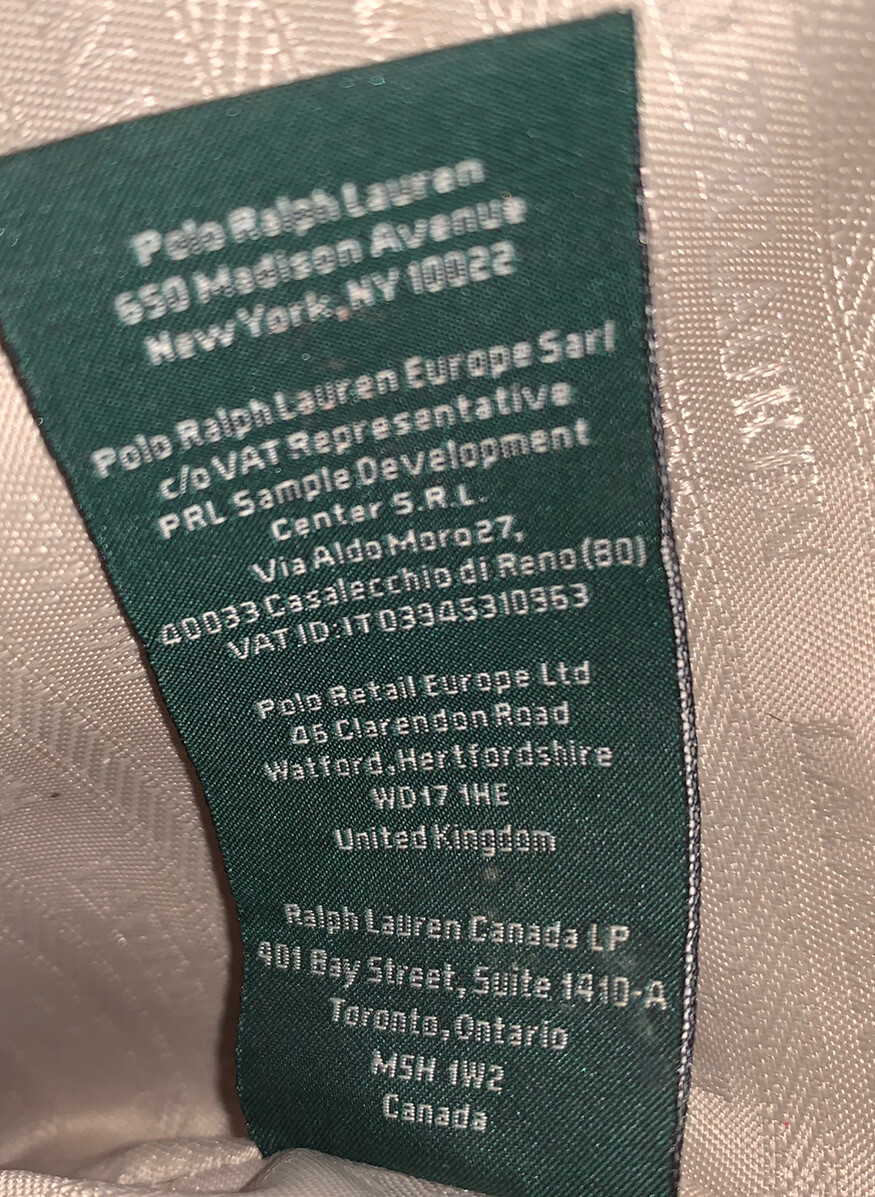 Polo Ralph Lauren
650 Madison Avenue
New York, NY 10022
Polo Ralph Lauren Europe Sarl
c/o VAT Representative
PRL Sample Development
Center S.R.L.
Via Aldo Moro 27,
40033 Casalecchio di Reno (BO)
VAT ID: IT 03945310963
Polo Retail Europe Ltd
46 Clarendon Road
Watford, Hertfordshire
WD17 1HE
United Kingdom
Ralph Lauren Canada LP
401 Bay Street, Suite 1410-A
Toronto, Ontario
M5H 1W2
Canada